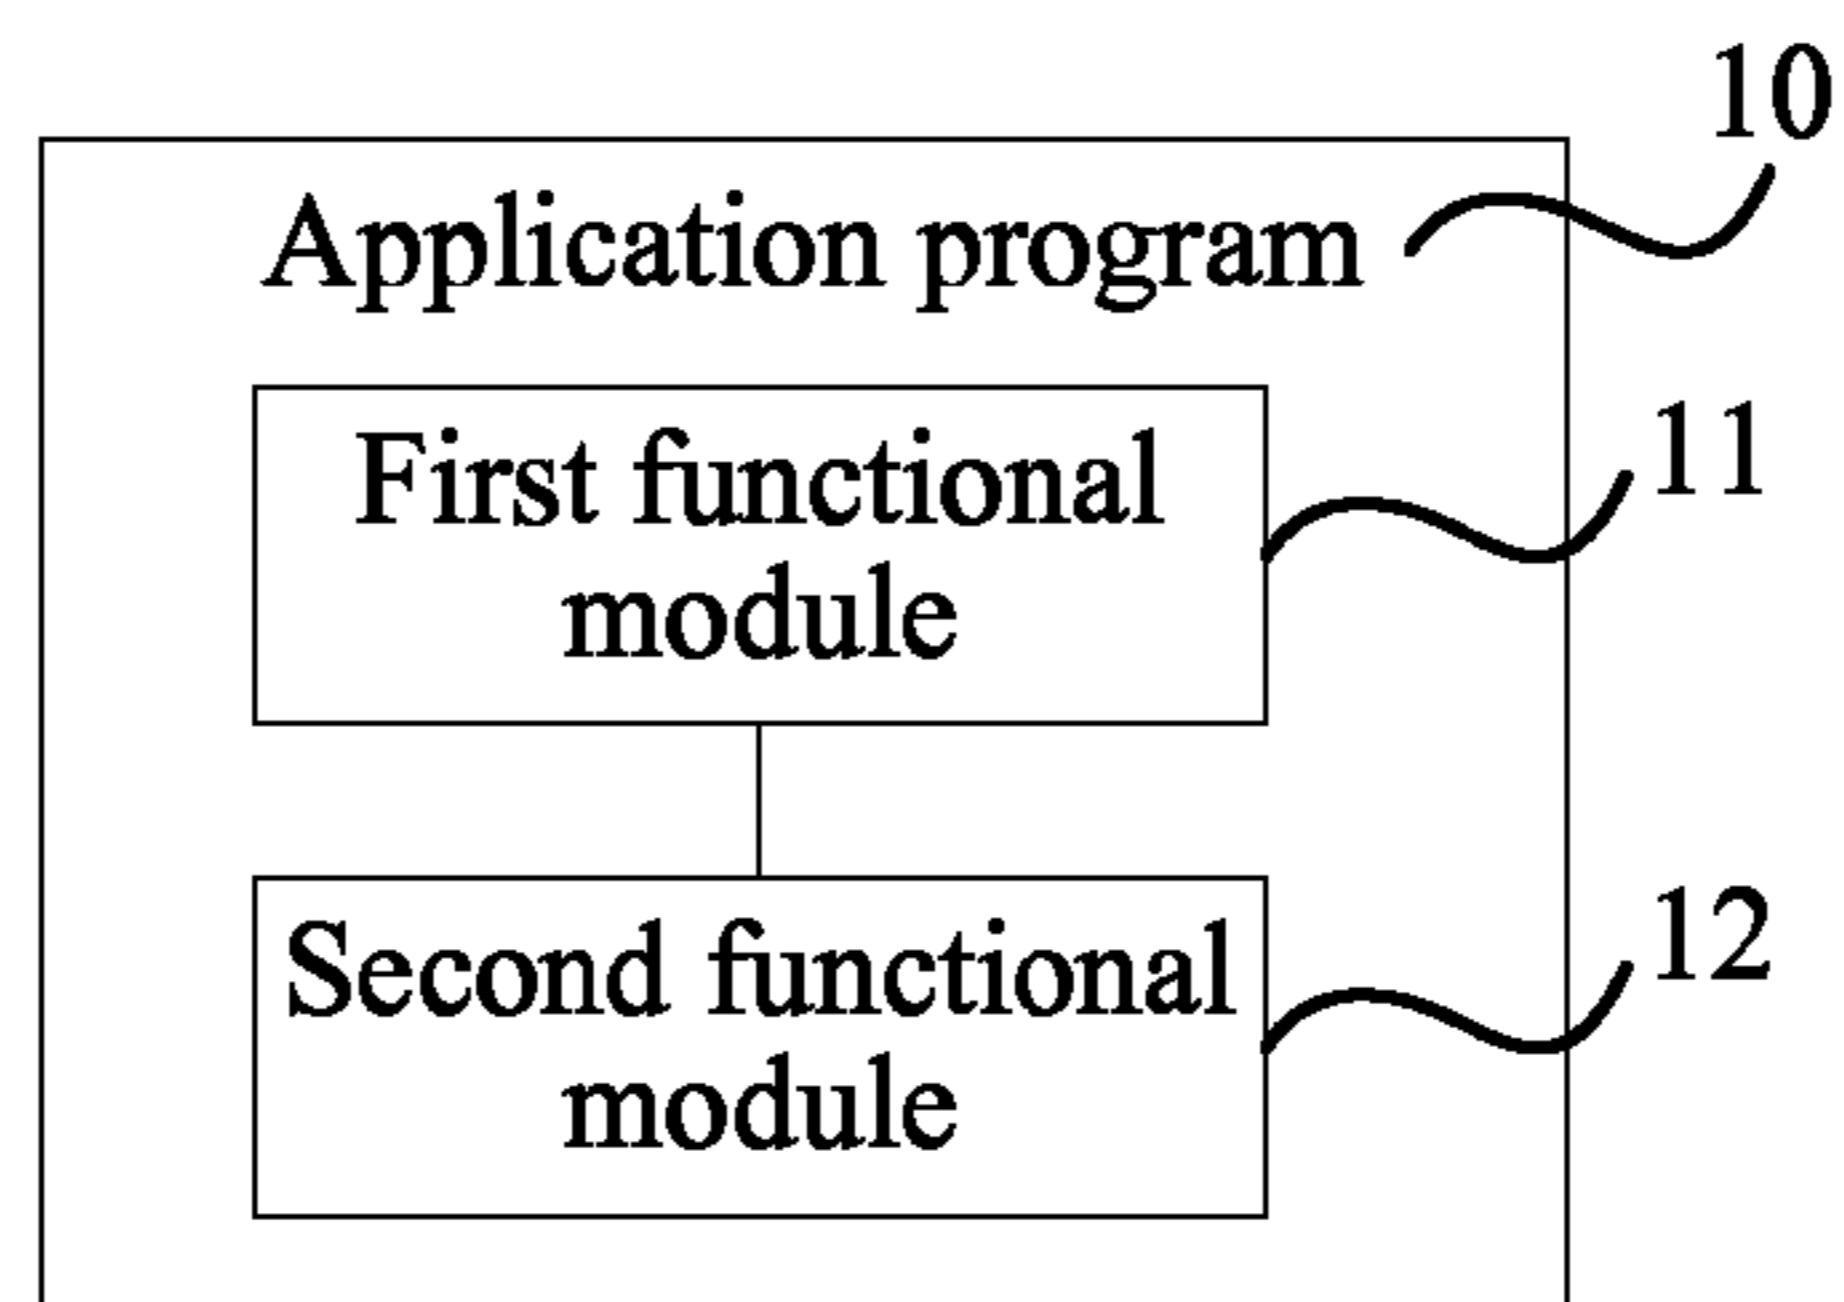 10
Application program
11
First functional
module
12
Second functional
module